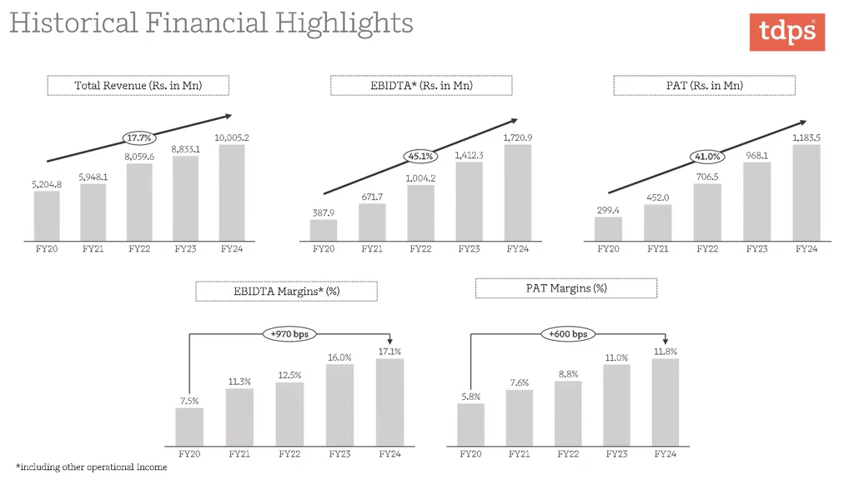 Historical Financial Highlights
tdps
Total Revenue (Rs. in Mn)
17.7%
5,204.8
5,948.1
8,059.6
8,833.1
10,005.2
FY20 FY21 FY22 FY23 FY24
EBIDTA* (Rs. in Mn)
45.1%
387.9
671.7
1,004.2
1,412.3
1,720.9
FY20 FY21 FY22 FY23 FY24
PAT (Rs. in Mn)
41.0%
299.4
452.0
706.5
968.1
1,183.5
FY20 FY21 FY22 FY23 FY24
EBIDTA Margins* (%)
+970 bps
7.5%
11.3%
12.5%
16.0%
17.1%
FY20 FY21 FY22 FY23 FY24
PAT Margins (%)
+600 bps
5.8%
7.6%
8.8%
11.0%
11.8%
FY20 FY21 FY22 FY23 FY24
*including other operational income